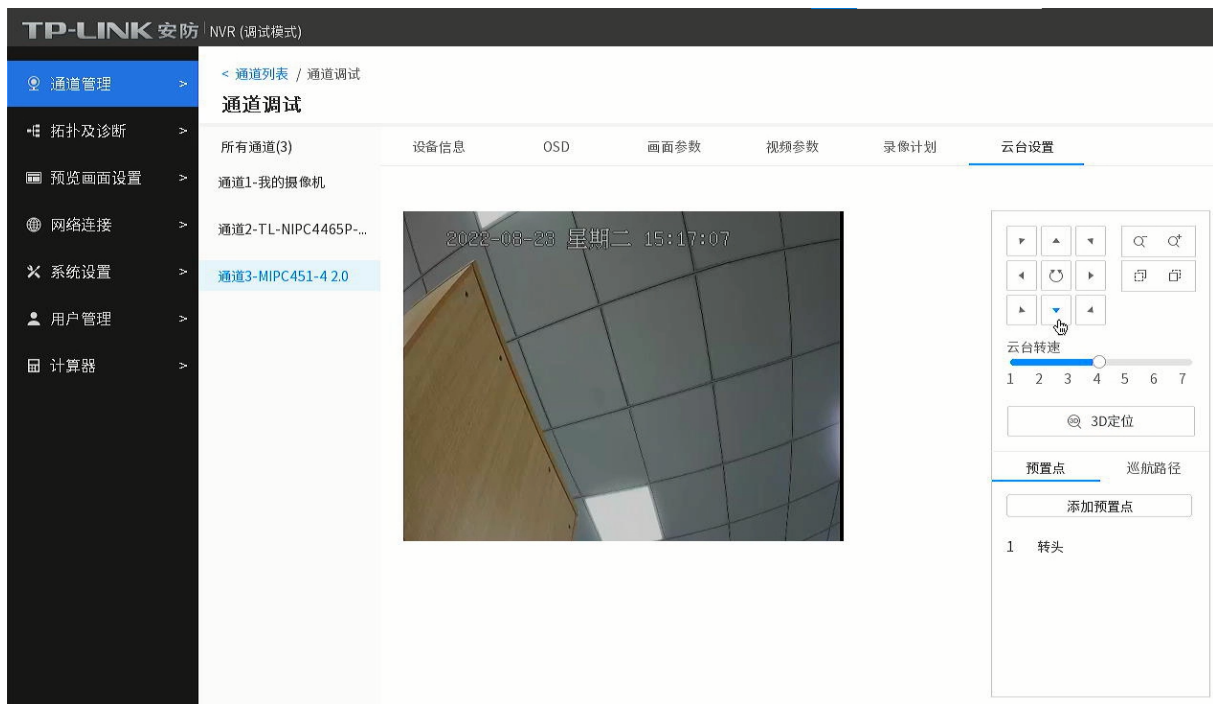 TP-LINK 安防 NVR (调试模式)
通道管理 >
拓扑及诊断 >
预览画面设置 >
网络连接 >
系统设置 >
用户管理 >
计算器 >
< 通道列表 / 通道调试
通道调试
所有通道(3)
通道1-我的摄像机
通道2-TL-NIPC4465P-...
通道3-MIPC451-4 2.0
设备信息 OSD 画面参数 视频参数 录像计划 云台设置
2022-08-23 星期二 15:17:07
云台转速
1 2 3 4 5 6 7
3D 3D定位
预置点 巡航路径
添加预置点
1 转头